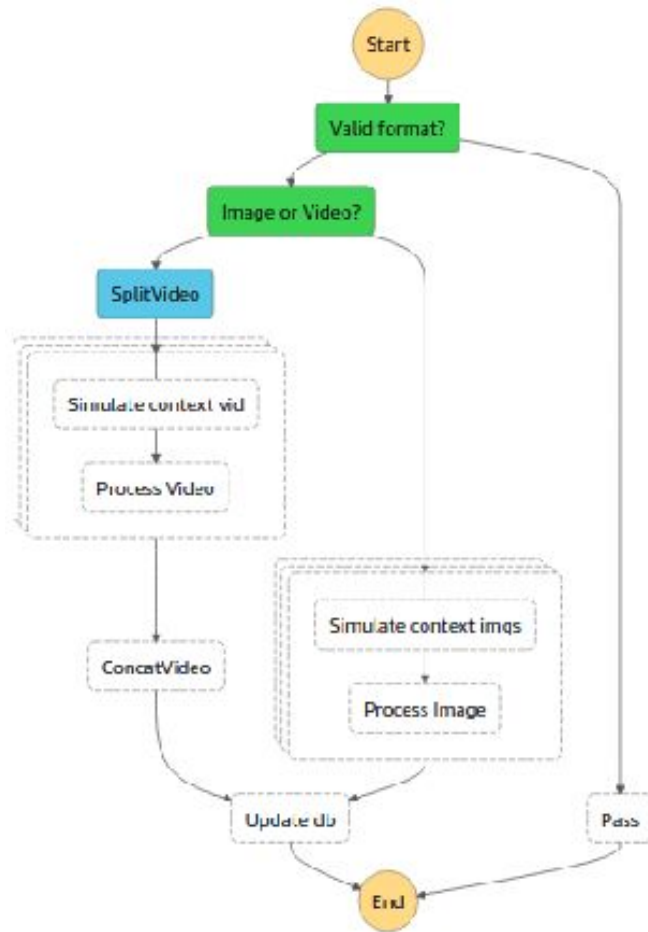 Start
Valid format?
Image or Video?
SplitVideo
Simulate context vid
Process Video
Simulate context imgs
ConcatVideo
Process Image
Update db
Pass
End